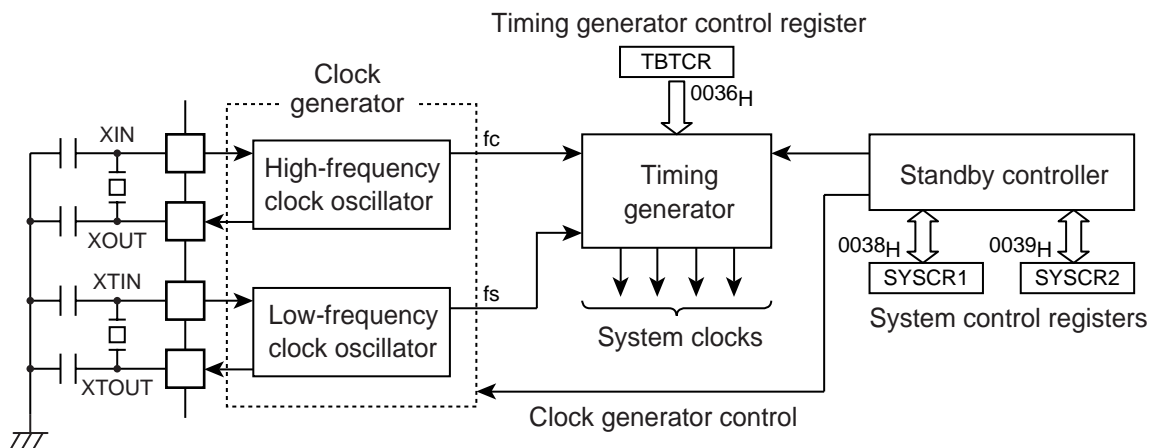 Timing generator control register
TBTCR
0036H
Clock
generator
XIN
XOUT
High-frequency
clock oscillator
fc
Timing
generator
Standby controller
0038H
0039H
SYSCR1
SYSCR2
System control registers
XTIN
XTOUT
Low-frequency
clock oscillator
fs
System clocks
Clock generator control